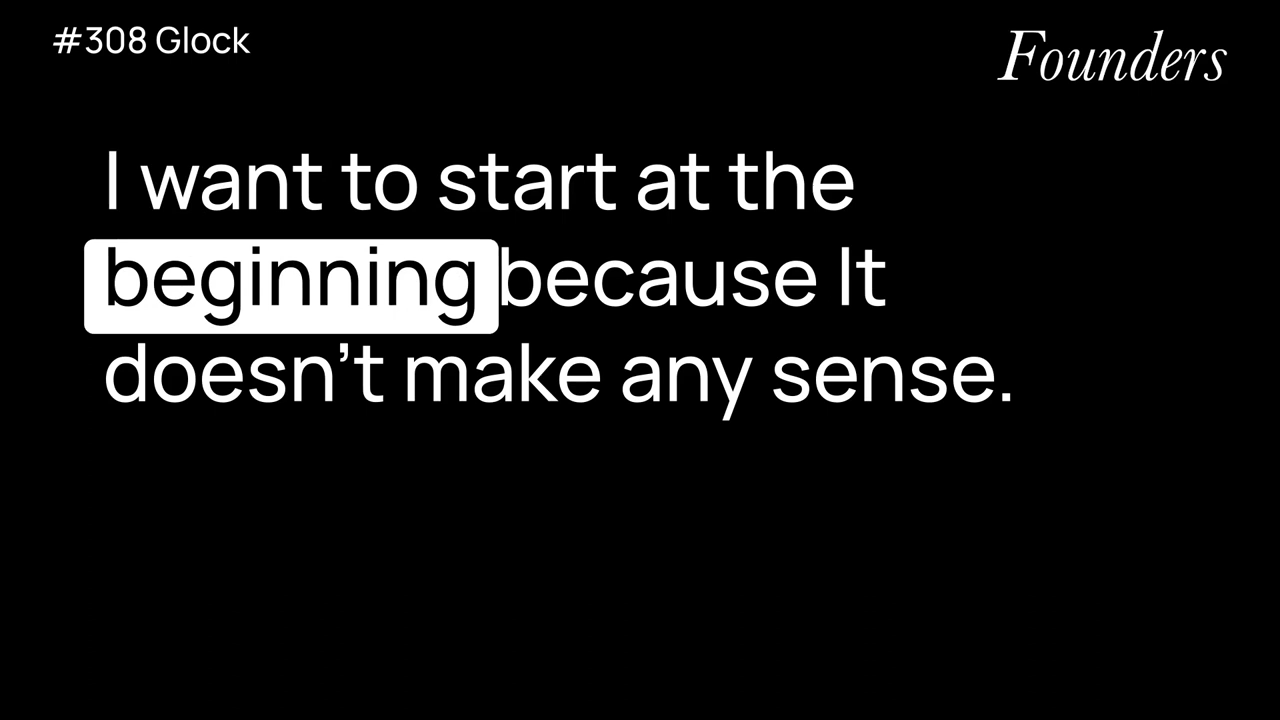 #308 Glock
Founders
I want to start at the
beginning because It
doesn't make any sense.